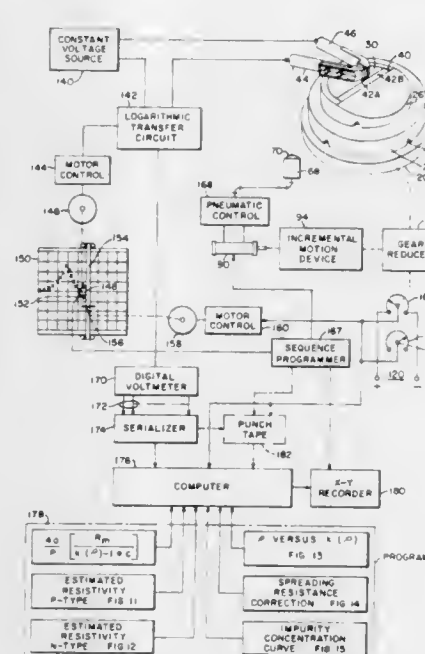 CONSTANT
VOLTAGE
SOURCE
140
46
30
40
42B
44
42A
142
LOGARITHMIC
TRANSFER
CIRCUIT
144
MOTOR
CONTROL
70
68
168
PNEUMATIC
CONTROL
94
INCREMENTAL
MOTION
DEVICE
GEAR
REDUCE
90
150
154
152
148
156
158
MOTOR
CONTROL
160
167
SEQUENCE
PROGRAMMER
120
170
DIGITAL
VOLTMETER
172
174
SERIALIZER
PUNCH
TAPE
182
176
COMPUTER
X-Y
RECORDER
180
178
ρ VERSUS k (ρ)
FIG 13
PROGRAM
ESTIMATED
RESISTIVITY
P-TYPE FIG 11
SPREADING
RESISTANCE
CORRECTION FIG 14
ESTIMATED
RESISTIVITY
N-TYPE FIG 12
IMPURITY
CONCENTRATION
CURVE FIG 15